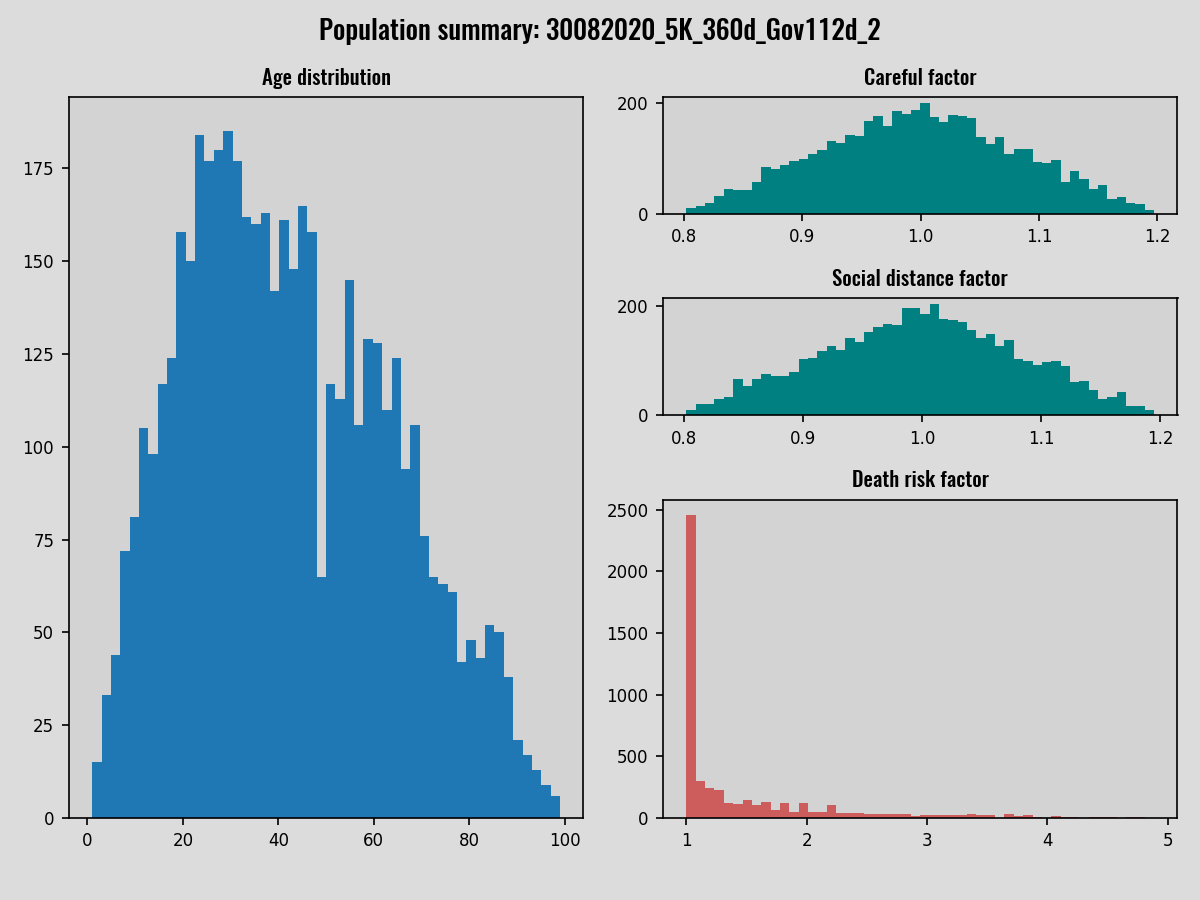 Population summary: 30082020_5K_360d_Gov112d_2
Age distribution
175
150
125
100
75
50
25
0
0 20 40 60 80 100
Careful factor
200
0
0.8 0.9 1.0 1.1 1.2
Social distance factor
200
0
0.8 0.9 1.0 1.1 1.2
Death risk factor
2500
2000
1500
1000
500
0
1 2 3 4 5